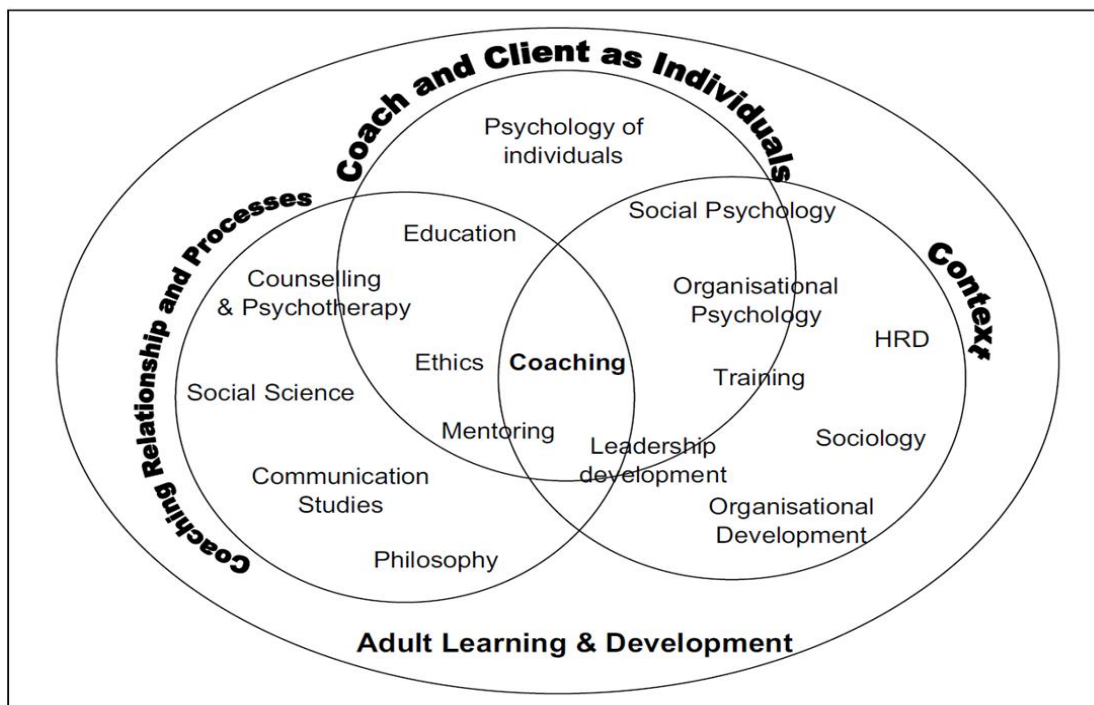 Coach and Client as Individuals
Psychology of
individuals
Coaching Relationship and Processes
Context
Social Psychology
Education
Counselling
& Psychotherapy
Organisational
Psychology
HRD
Ethics
Coaching
Training
Social Science
Mentoring
Sociology
Leadership
development
Communication
Studies
Organisational
Development
Philosophy
Adult Learning & Development